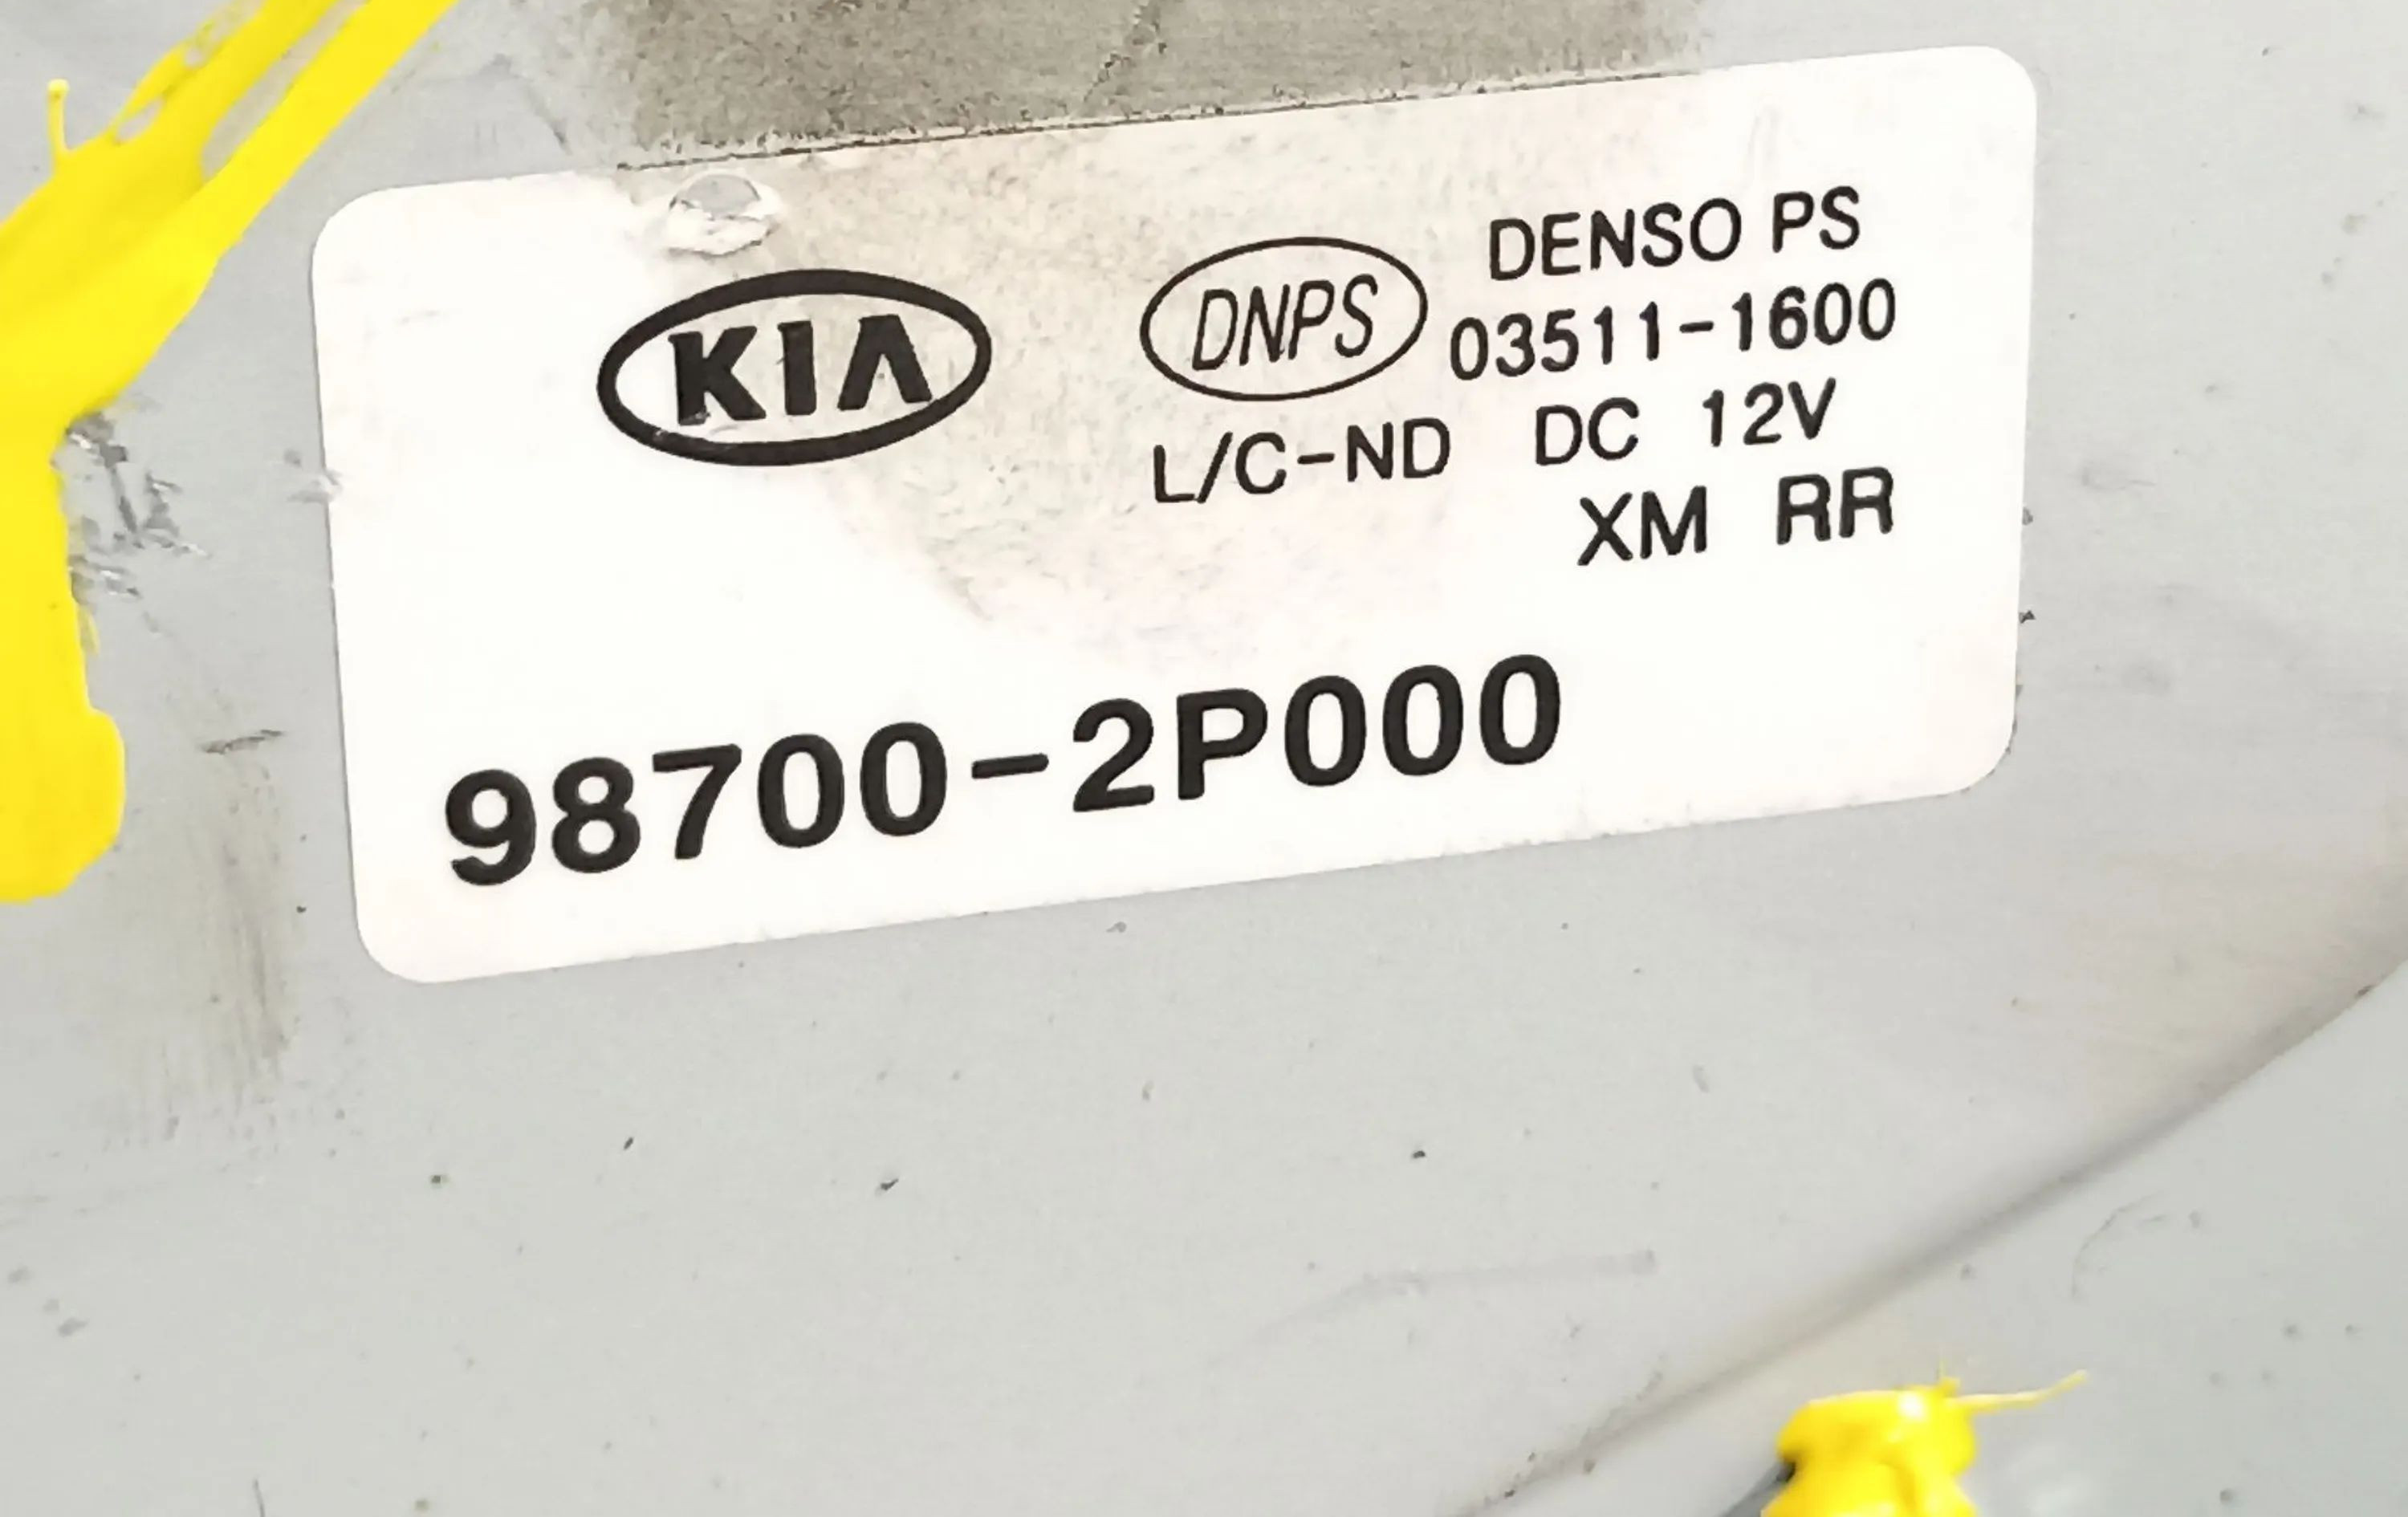 KIA
DNPS
DENSO PS
03511-1600
L/C-ND DC 12V
XM RR
98700-2P000